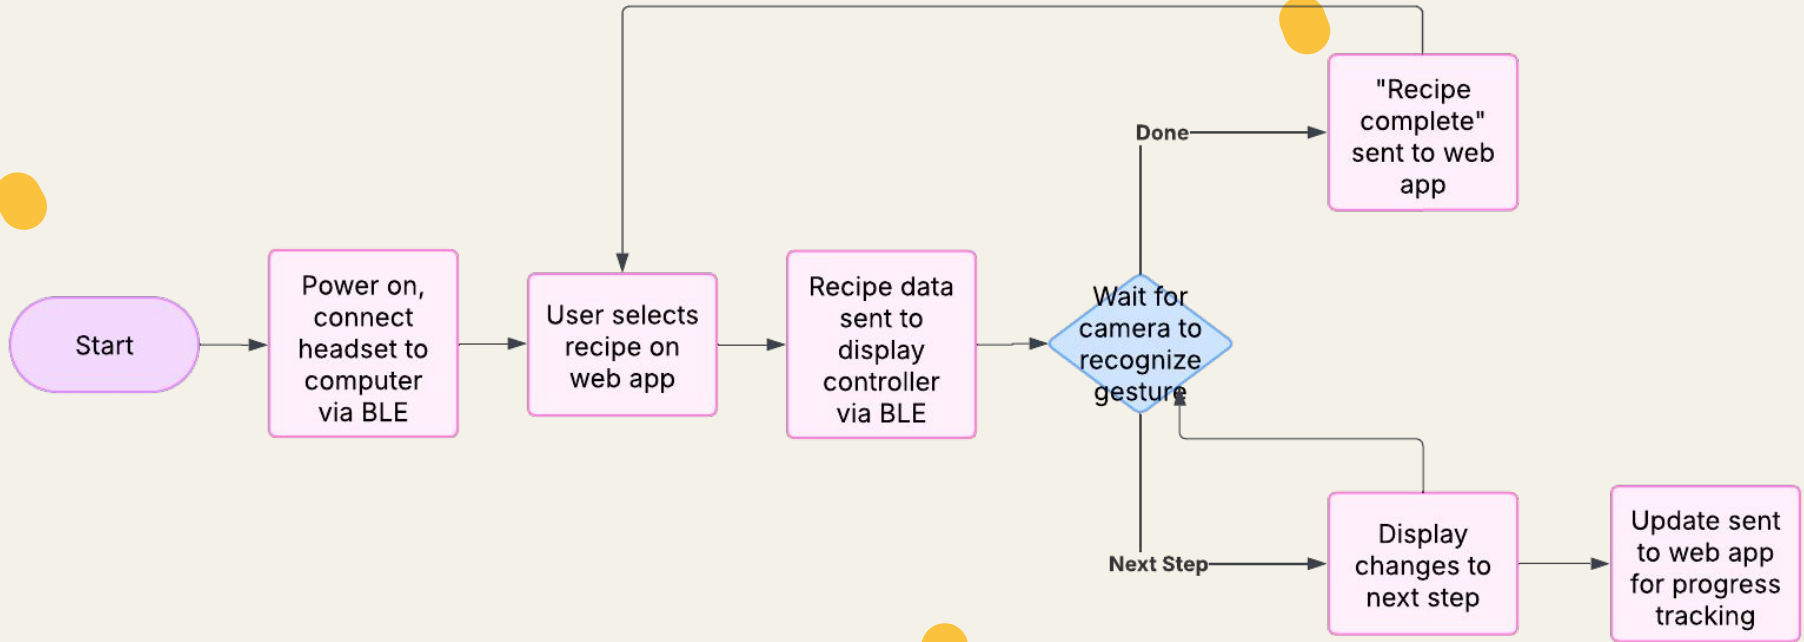 Start
Power on,
connect
headset to
computer
via BLE
User selects
recipe on
web app
Recipe data
sent to
display
controller
via BLE
Wait for
camera to
recognize
gesture
Done
"Recipe
complete"
sent to web
app
Next Step
Display
changes to
next step
Update sent
to web app
for progress
tracking